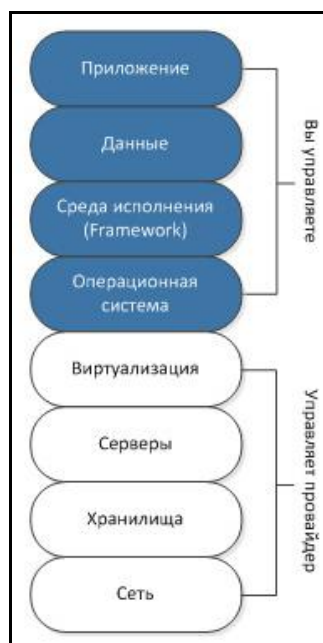 Приложение
Данные
Среда исполнения
(Framework)
Операционная
система
Вы управляете
Виртуализация
Серверы
Хранилища
Сеть
Управляет провайдер